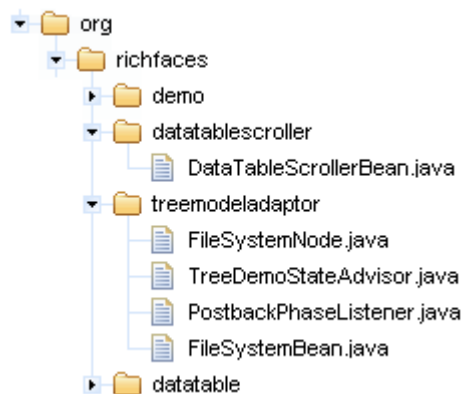 org
richfaces
demo
datatablescroller
DataTableScrollerBean.java
treemodeladaptor
FileSystemNode.java
TreeDemoStateAdvisor.java
PostbackPhaseListener.java
FileSystemBean.java
datatable